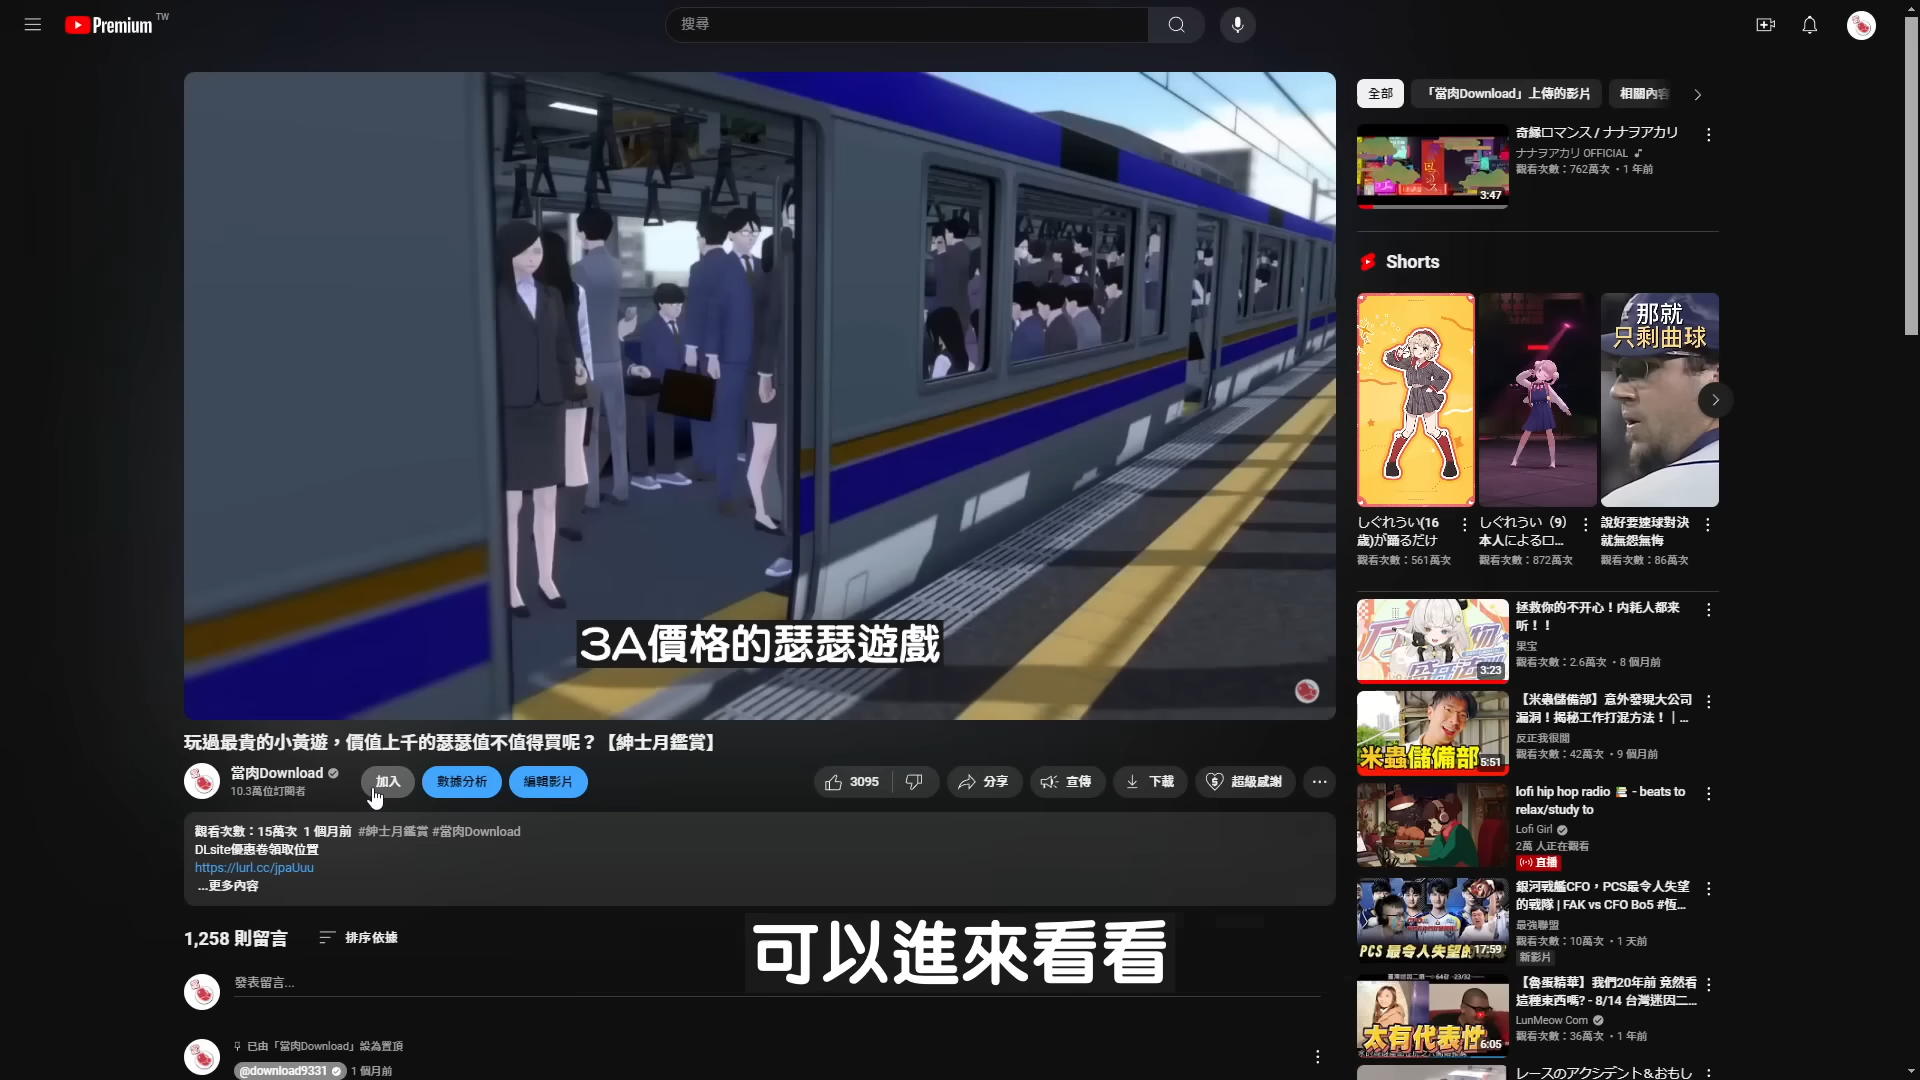 Premium TW
搜尋
3A價格的瑟瑟遊戲
玩過最貴的小黃遊，價值上千的瑟瑟值不值得買呢？【紳士月鑑賞】
當肉Download
10.3萬位訂閱者
加入
數據分析
編輯影片
3095
分享
宣傳
下載
超級感謝
觀看次數：15萬次 1 個月前 #紳士月鑑賞 #當肉Download
DLsite優惠卷領取位置
https://lurl.cc/jpaUuu
...更多內容
1,258 則留言
排序依據
可以進來看看
發表留言...
已由「當肉Download」設為置頂
@download9331 1 個月前
全部
「當肉Download」上傳的影片
相關內容
3:47
奇縁ロマンス / ナナヲアカリ
ナナヲアカリ OFFICIAL
觀看次數：762萬次 ・1 年前
Shorts
那就
只剩曲球
しぐれうい(16
歳)が踊るだけ
觀看次數：561萬次
しぐれうい（9）
本人によるロ...
觀看次數：872萬次
說好要速球對決
就無怨無悔
觀看次數：86萬次
3:23
拯救你的不开心！内耗人都来
听！！
果宝
觀看次數：2.6萬次 ・8 個月前
米蟲儲備部
5:51
【米蟲儲備部】意外發現大公司
漏洞！揭秘工作打混方法！｜...
反正我很閒
觀看次數：42萬次 ・9 個月前
lofi hip hop radio - beats to
relax/study to
Lofi Girl
2萬 人正在觀看
直播
PCS 最令人失望的
17:59
銀河戰艦CFO，PCS最令人失望
的戰隊 | FAK vs CFO Bo5 #恆...
最強聯盟
觀看次數：10萬次 ・1 天前
新影片
太有代表性
6:05
【魯蛋精華】我們20年前 竟然看
這種東西嗎? - 8/14 台灣迷因二...
LunMeow Com
觀看次數：36萬次 ・1 年前
レースのアクシデント&おもし